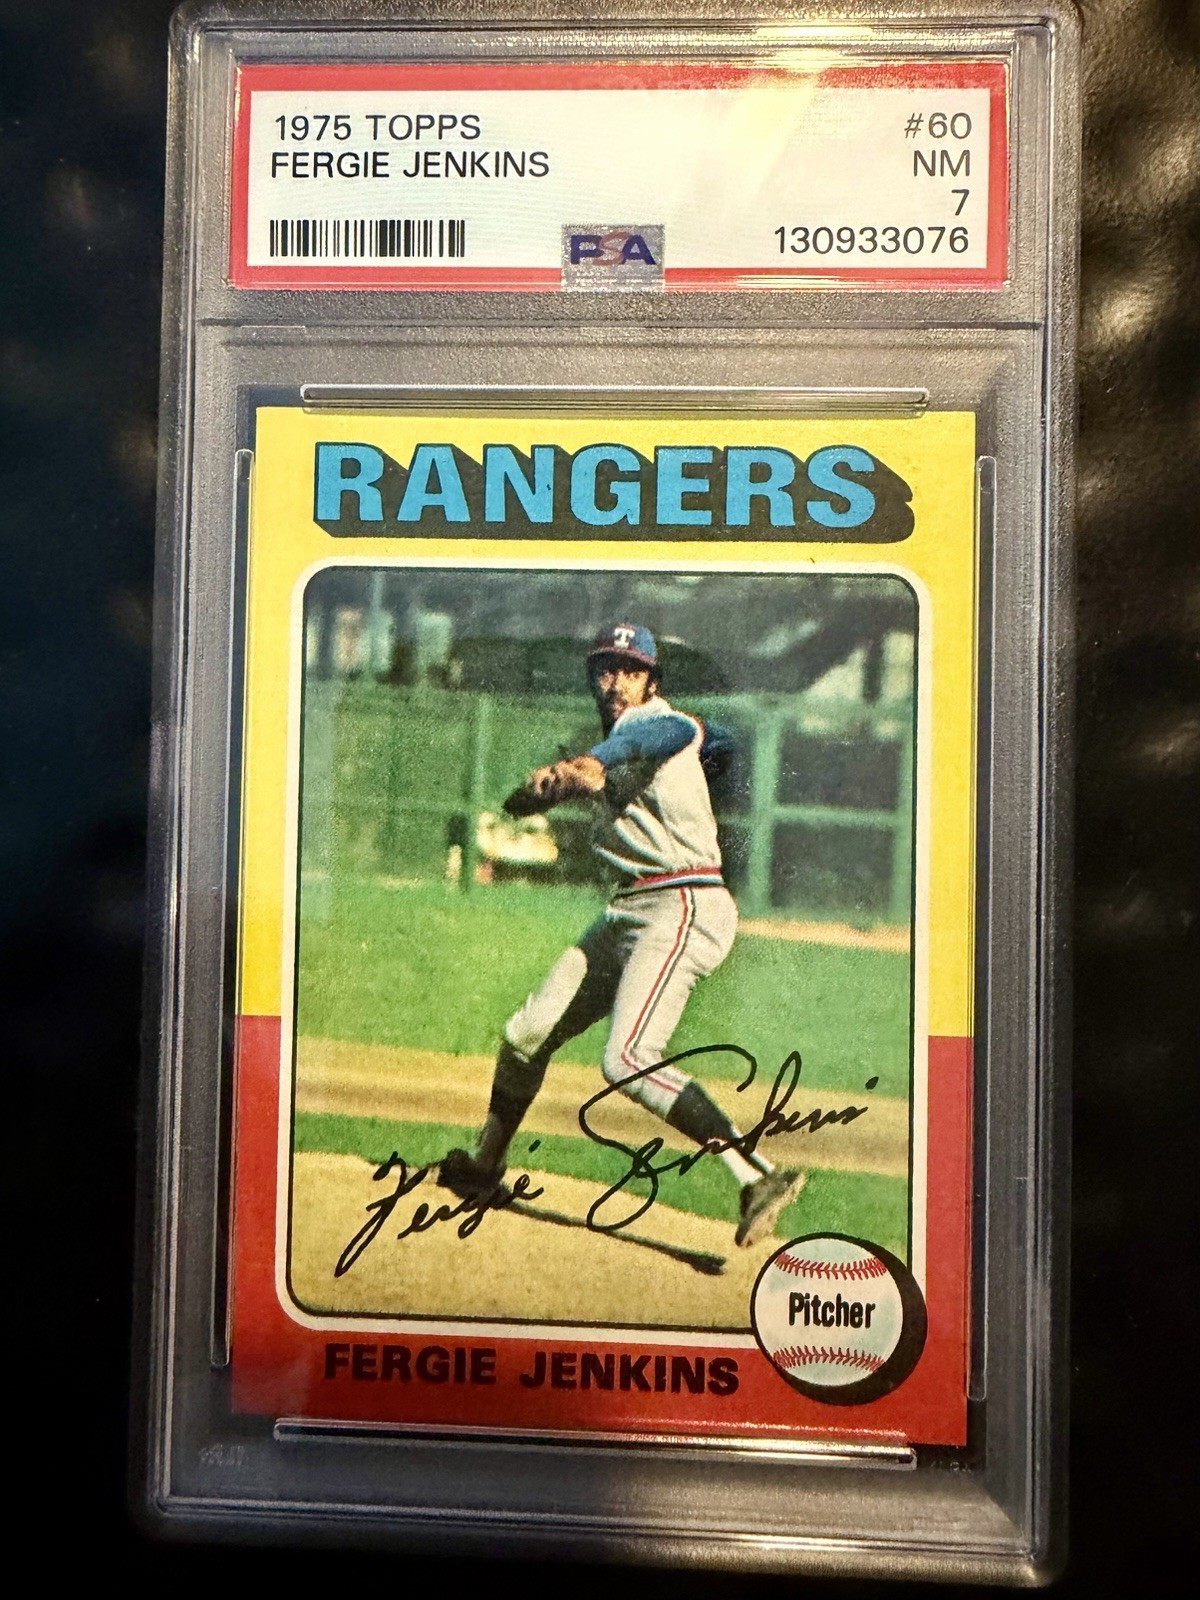 1975 TOPPS #60
FERGIE JENKINS NM
7
PSA 130933076
RANGERS
T
Fergie Jenkins
Pitcher
FERGIE JENKINS